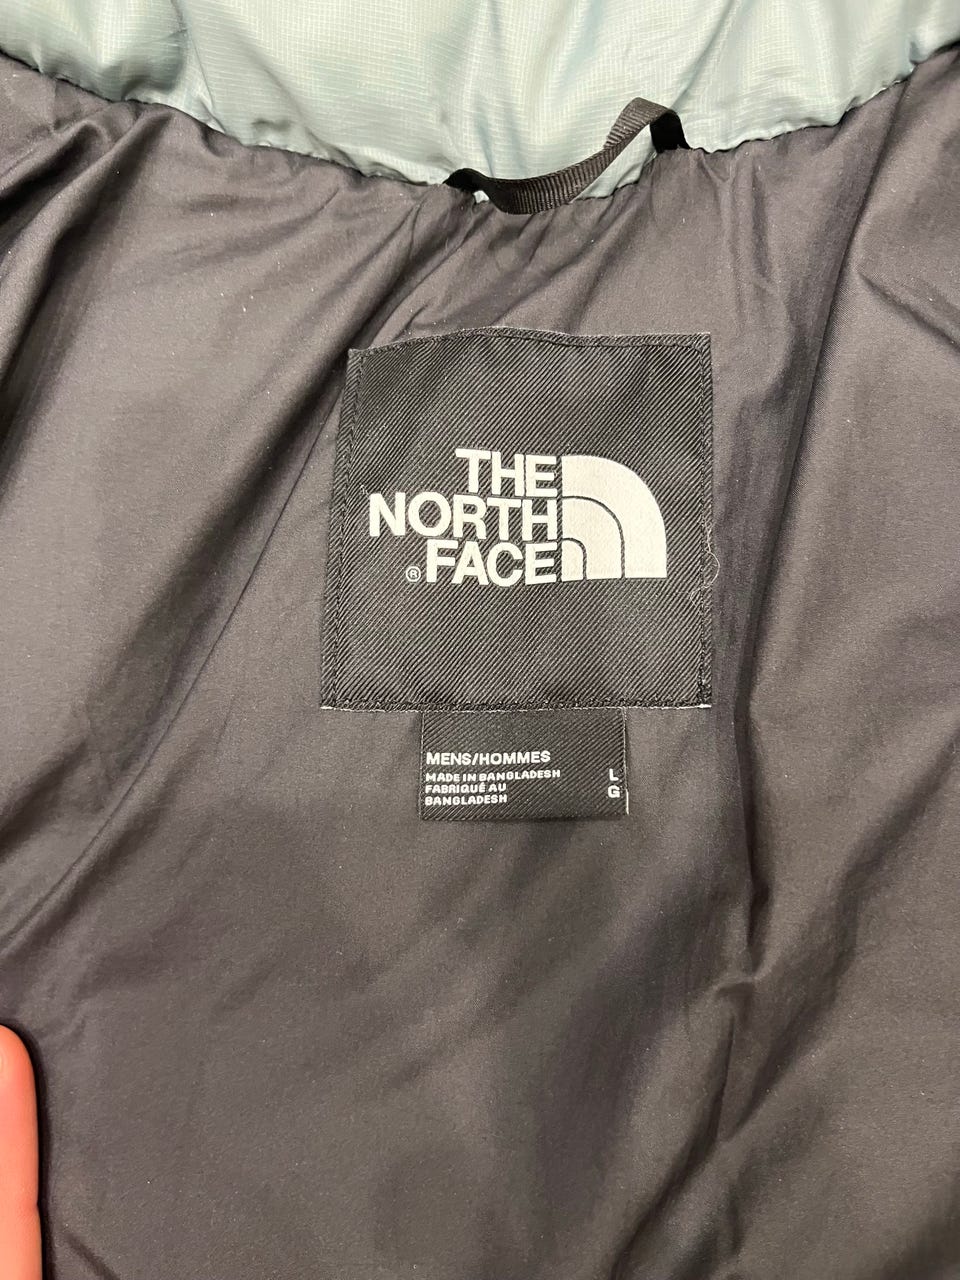 THE
NORTH
® FACE
MENS/HOMMES
MADE IN BANGLADESH L
FABRIQUÉ AU G
BANGLADESH